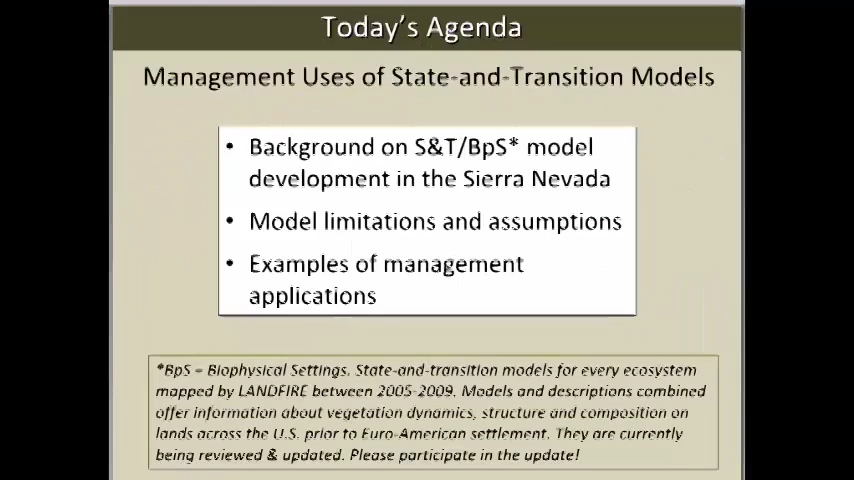 Today's Agenda
Management Uses of State-and-Transition Models
• Background on S&T/BpS* model
development in the Sierra Nevada
• Model limitations and assumptions
• Examples of management
applications
*BpS = Biophysical Settings. State-and-transition models for every ecosystem
mapped by LANDFIRE between 2005-2009. Models and descriptions combined
offer information about vegetation dynamics, structure and composition on
lands across the U.S. prior to Euro-American settlement. They are currently
being reviewed & updated. Please participate in the update!